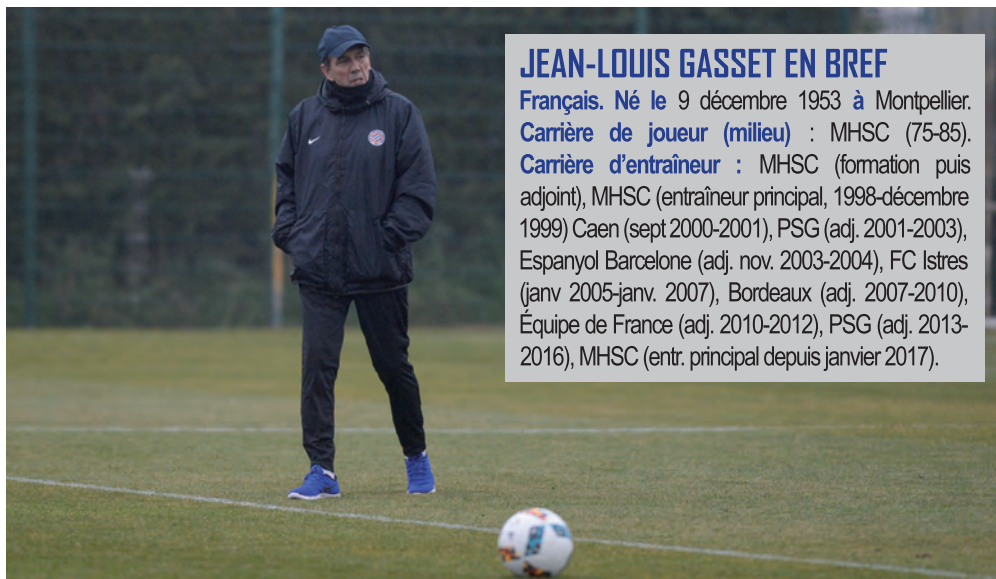 JEAN-LOUIS GASSET EN BREF
Français. Né le 9 décembre 1953 à Montpellier.
Carrière de joueur (milieu) : MHSC (75-85).
Carrière d'entraîneur : MHSC (formation puis
adjoint), MHSC (entraîneur principal, 1998-décembre
1999) Caen (sept 2000-2001), PSG (adj. 2001-2003),
Espanyol Barcelone (adj. nov. 2003-2004), FC Istres
(janv 2005-janv. 2007), Bordeaux (adj. 2007-2010),
Équipe de France (adj. 2010-2012), PSG (adj. 2013-
2016), MHSC (entr. principal depuis janvier 2017).